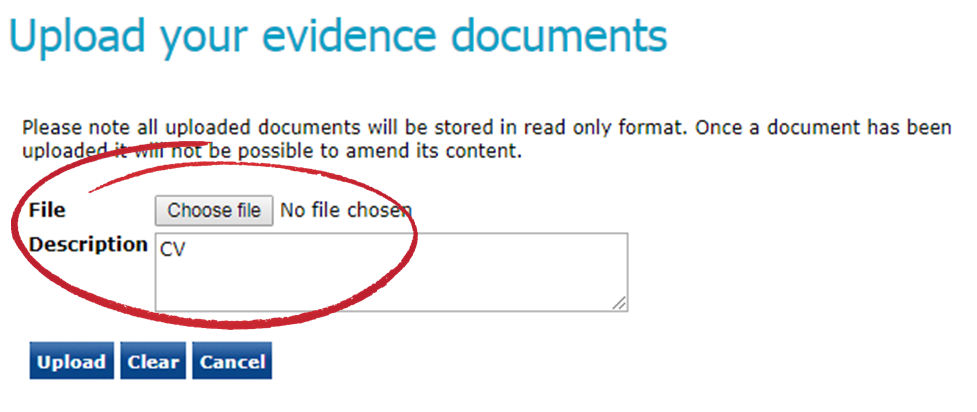 Upload your evidence documents
Please note all uploaded documents will be stored in read only format. Once a document has been
uploaded it will not be possible to amend its content.
File Choose file No file chosen
Description CV
Upload Clear Cancel